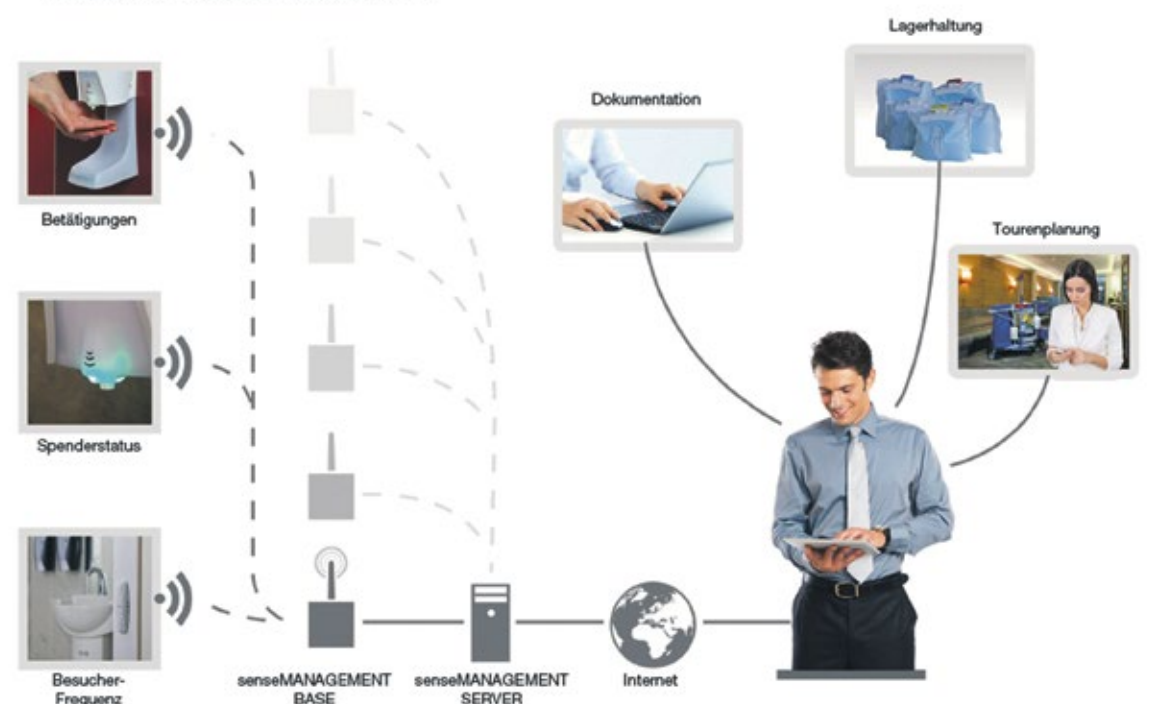 Lagerhaltung
Dokumentation
Betätigungen
Tourenplanung
Spenderstatus
Besucher-
Frequenz
senseMANAGEMENT
BASE
senseMANAGEMENT
SERVER
Internet